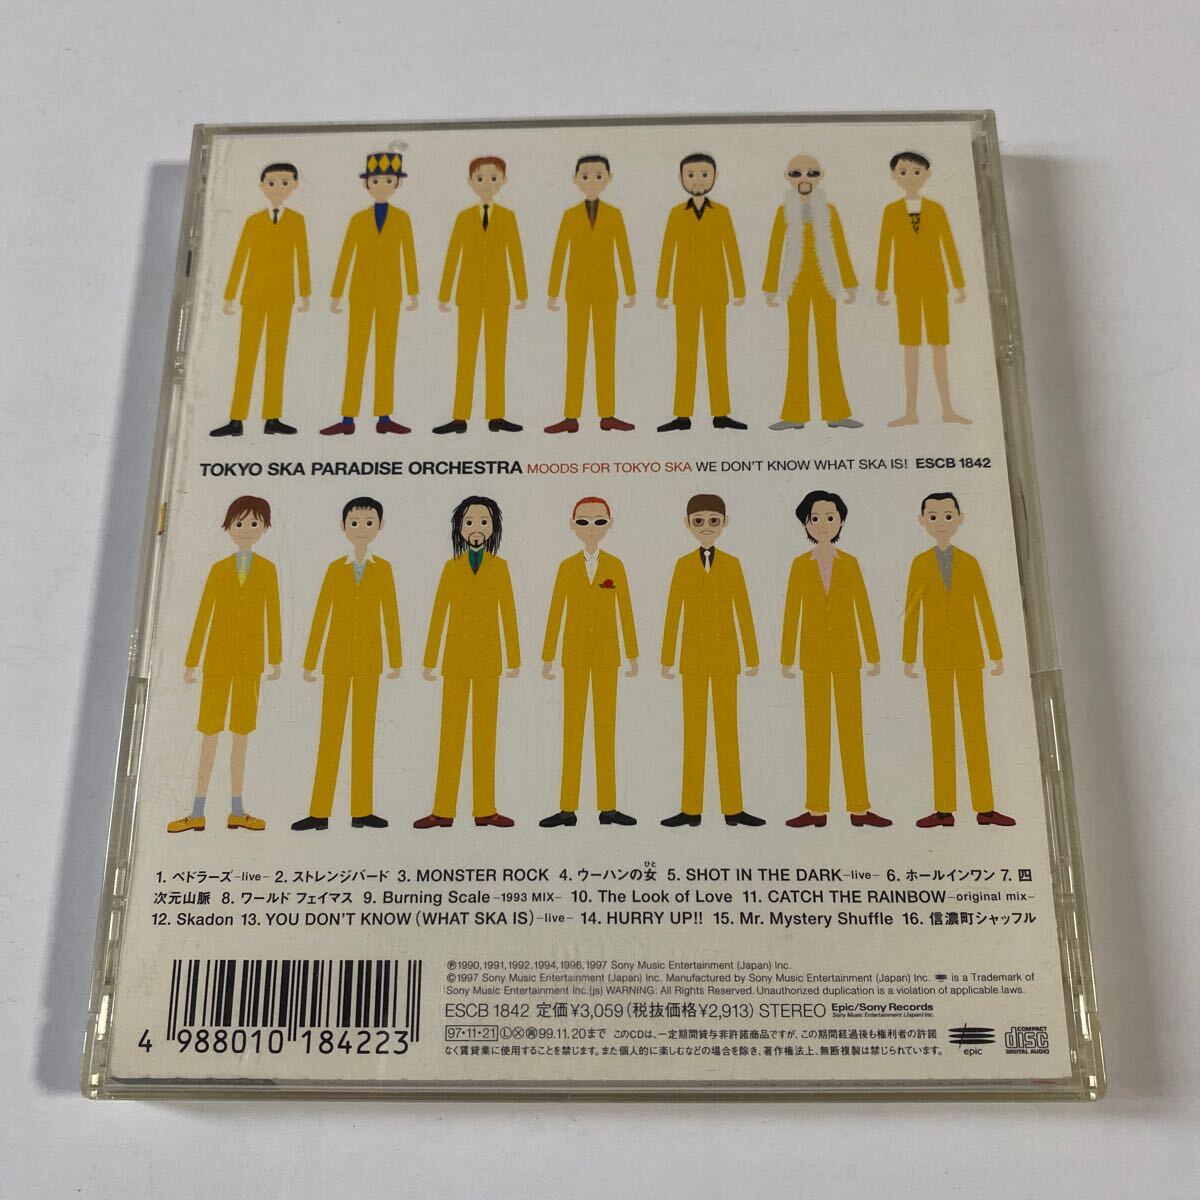 TOKYO SKA PARADISE ORCHESTRA MOODS FOR TOKYO SKA WE DON'T KNOW WHAT SKA IS! ESCB 1842
1. ペドラーズ–live– 2. ストレンジバード 3. MONSTER ROCK 4. ウーハンの女 5. SHOT IN THE DARK–live– 6. ホールインワン 7. 四
ひと
次元山脈 8. ワールド フェイマス 9. Burning Scale –1993 MIX– 10. The Look of Love 11. CATCH THE RAINBOW–original mix–
12. Skadon 13. YOU DON'T KNOW (WHAT SKA IS)–live– 14. HURRY UP!! 15. Mr. Mystery Shuffle 16. 信濃町シャッフル
℗1990,1991,1992,1994,1996,1997 Sony Music Entertainment (Japan) Inc.
©1997 Sony Music Entertainment (Japan) Inc. Manufactured by Sony Music Entertainment (Japan) Inc. is a Trademark of
Sony Music Entertainment Inc.(js) WARNING: All Rights Reserved. Unauthorized duplication is a violation of applicable laws.
ESCB 1842 定価¥3,059(税抜価格¥2,913) STEREO Epic/Sony Records
Sony Music Entertainment (Japan) Inc.
97・11・21 Ⓛ Ⓧ 再 99.11.20まで このCDは、一定期間貸与非許諾商品ですが、この期間経過後も権利者の許諾
なく賃貸業に使用することを禁じます。また個人的に楽しむなどの場合を除き、著作権法上、無断複製は禁じられています。
epic
COMPACT
disc
DIGITAL AUDIO
4 988010 184223